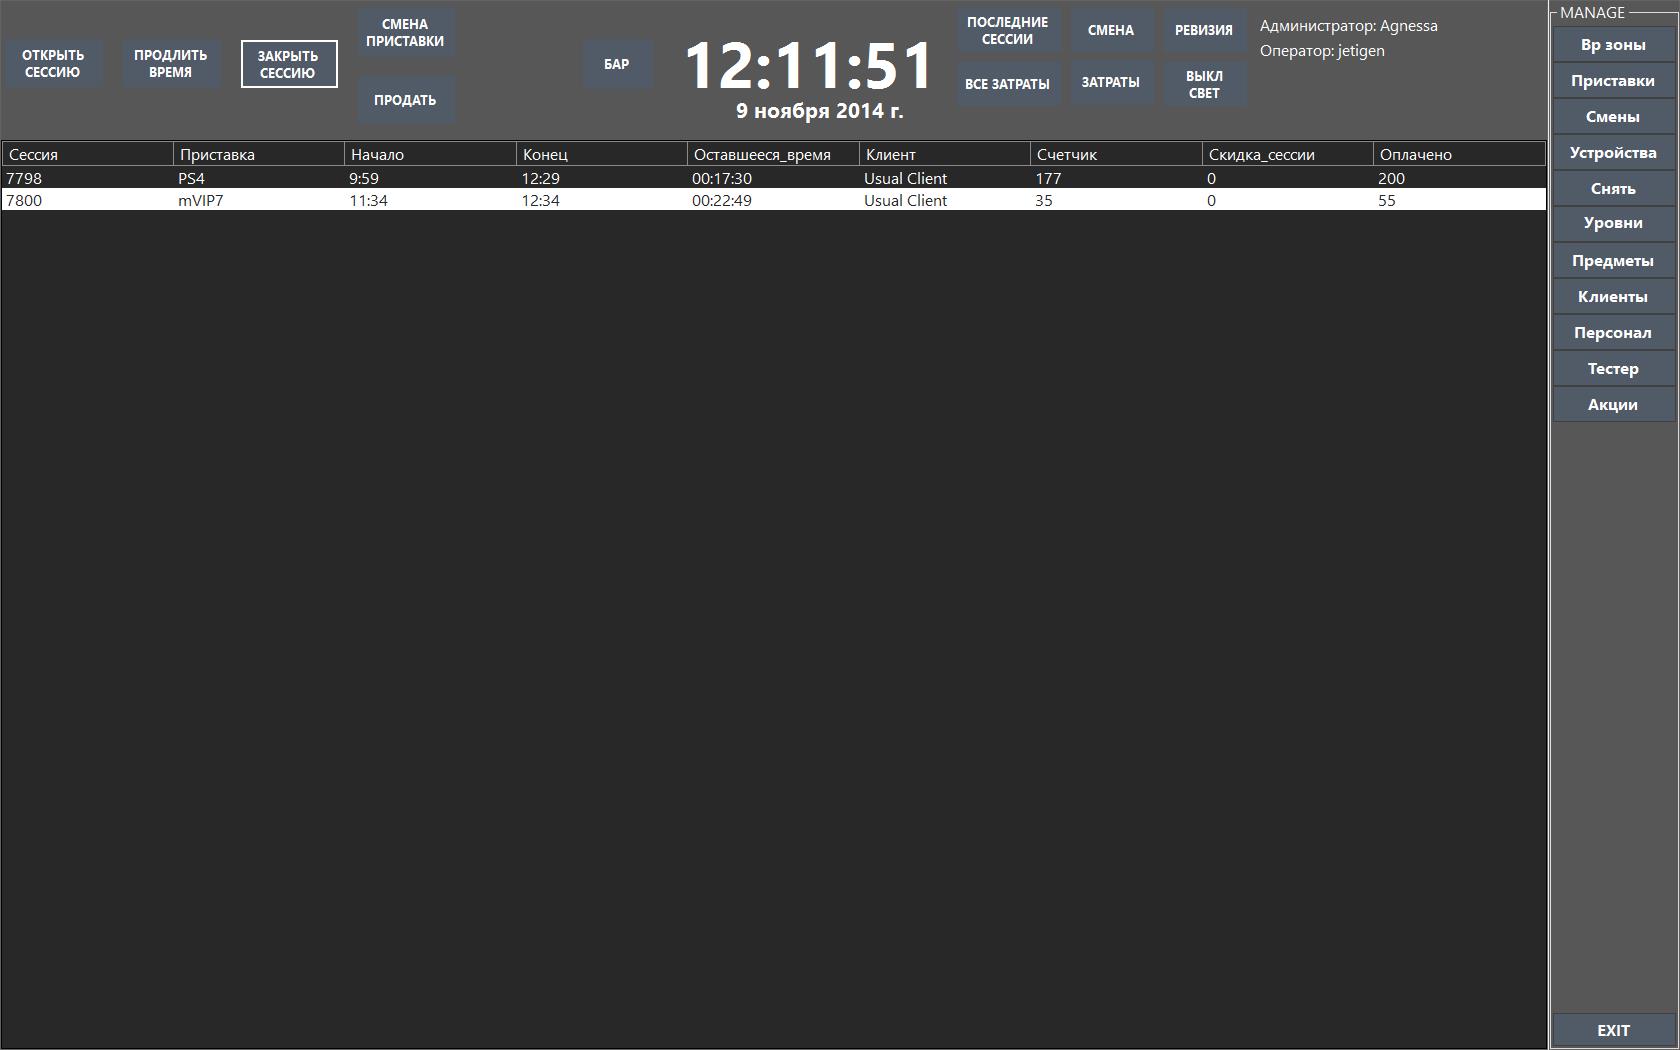 ОТКРЫТЬ
СЕССИЮ
ПРОДЛИТЬ
ВРЕМЯ
ЗАКРЫТЬ
СЕССИЮ
СМЕНА
ПРИСТАВКИ
ПРОДАТЬ
БАР
12:11:51
9 ноября 2014 г.
ПОСЛЕДНИЕ
СЕССИИ
СМЕНА
РЕВИЗИЯ
ВСЕ ЗАТРАТЫ
ЗАТРАТЫ
ВЫКЛ
СВЕТ
Администратор: Agnessa
Оператор: jetigen
Сессия Приставка Начало Конец Оставшееся_время Клиент Счетчик Скидка_сессии Оплачено
7798 PS4 9:59 12:29 00:17:30 Usual Client 177 0 200
7800 mVIP7 11:34 12:34 00:22:49 Usual Client 35 0 55
MANAGE
Вр зоны
Приставки
Смены
Устройства
Снять
Уровни
Предметы
Клиенты
Персонал
Тестер
Акции
EXIT